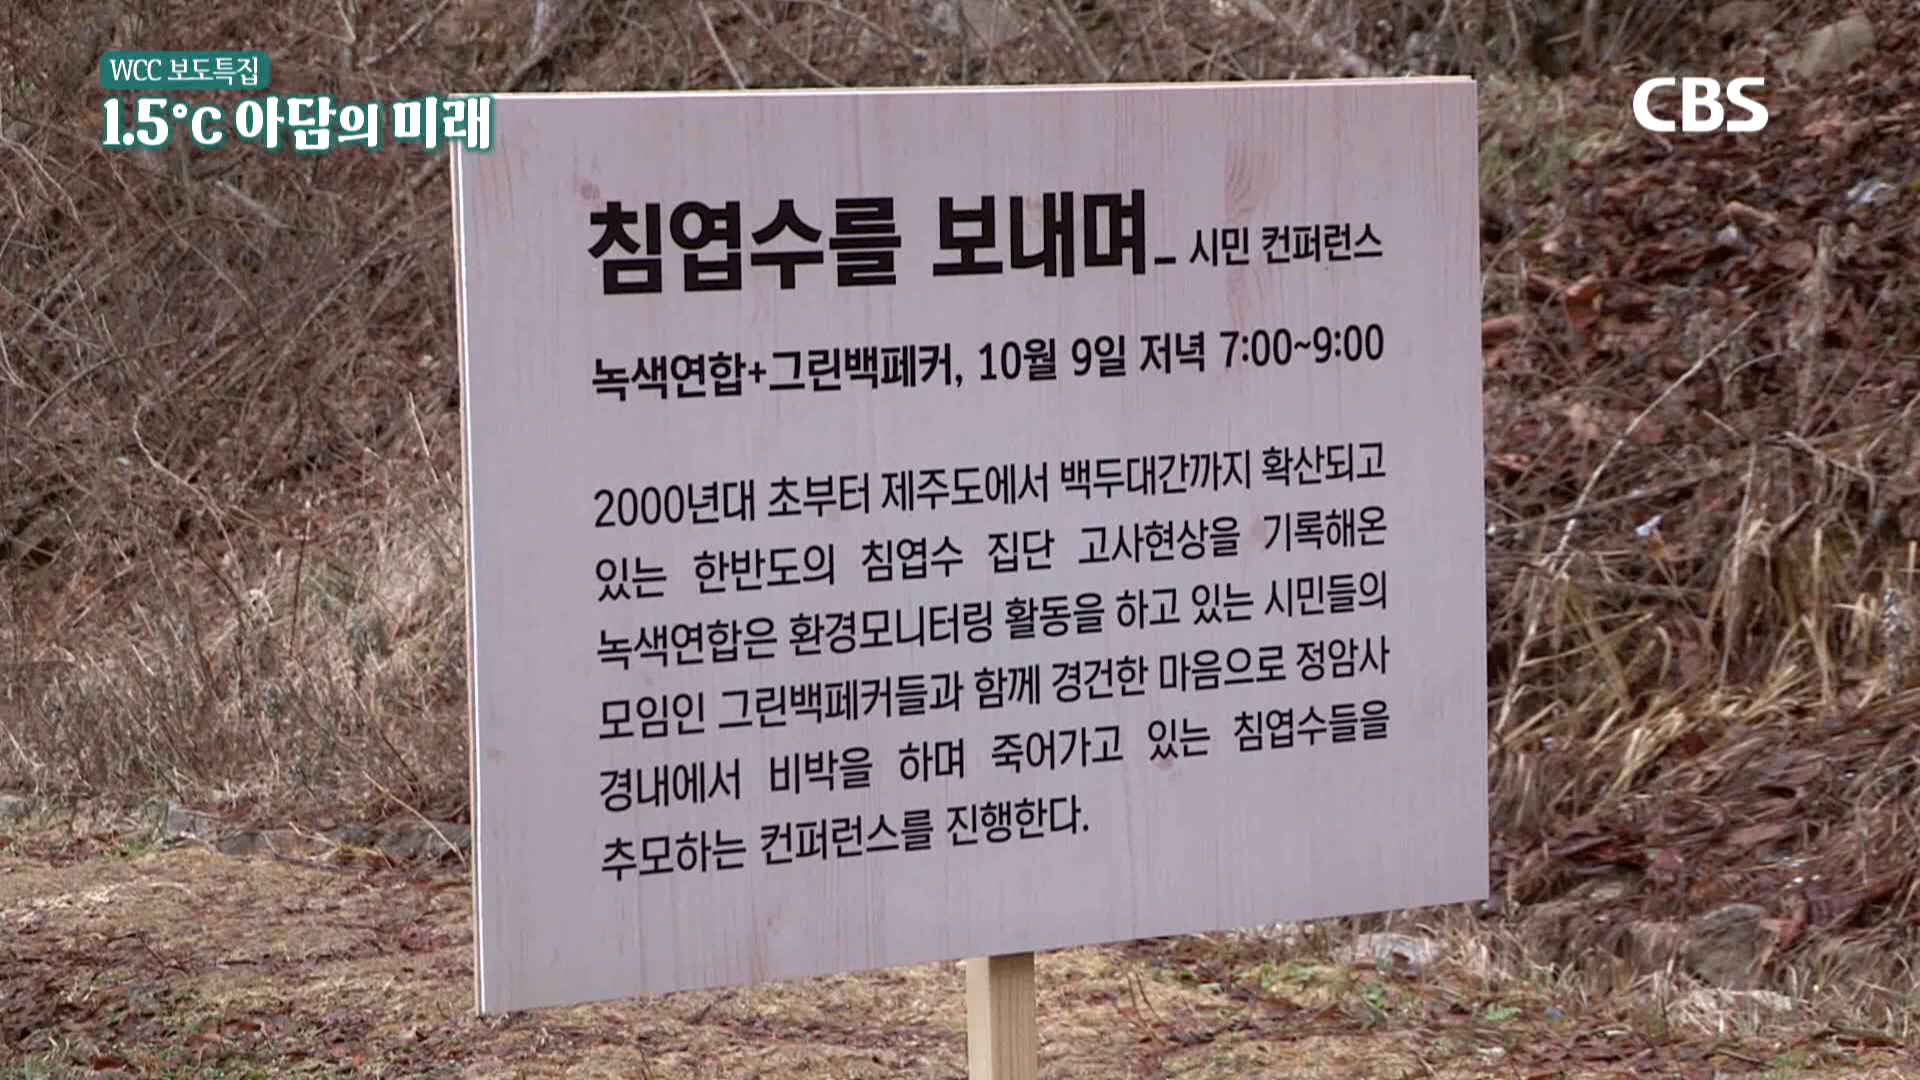 WCC 보도특집
1.5°C 아담의 미래
CBS
침엽수를 보내며_ 시민 컨퍼런스
녹색연합+그린백페커, 10월 9일 저녁 7:00~9:00
2000년대 초부터 제주도에서 백두대간까지 확산되고
있는 한반도의 침엽수 집단 고사현상을 기록해온
녹색연합은 환경모니터링 활동을 하고 있는 시민들의
모임인 그린백페커들과 함께 경건한 마음으로 정암사
경내에서 비박을 하며 죽어가고 있는 침엽수들을
추모하는 컨퍼런스를 진행한다.